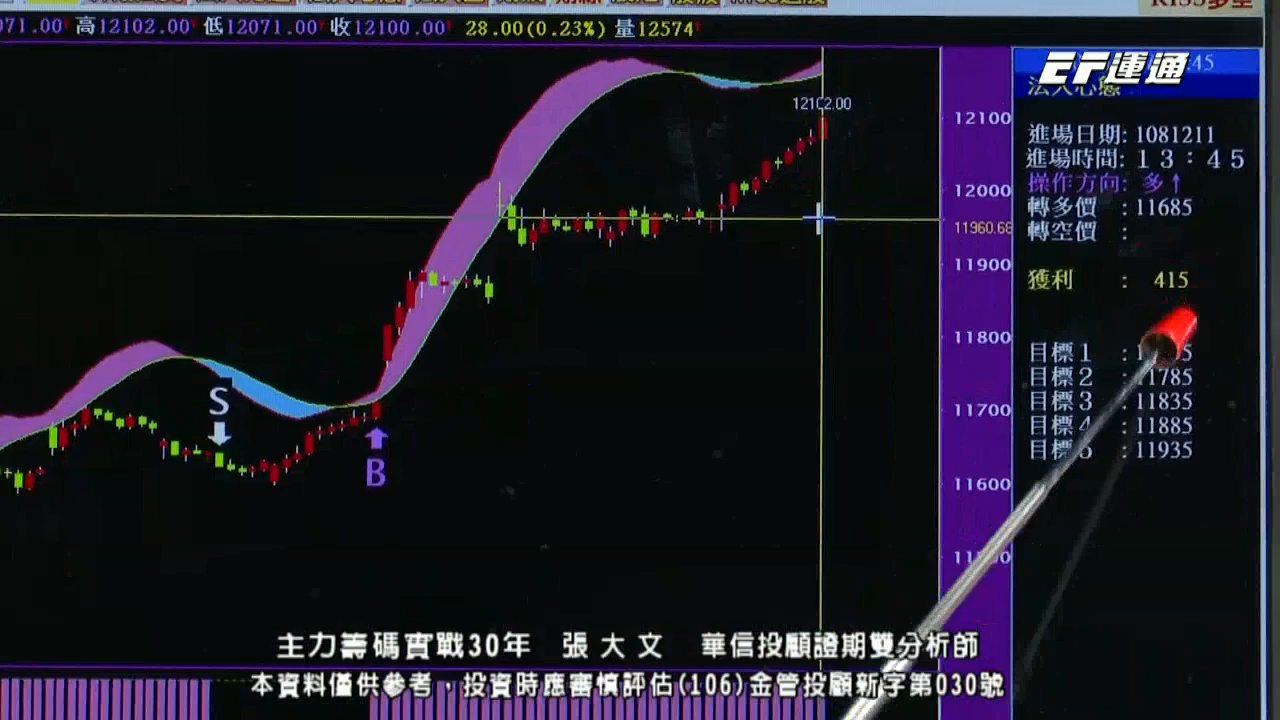 071.00↑ 高12102.00↑ 低12071.00↑ 收12100.00↑ 28.00(0.23%) 量12574↑
EF運通
法人心態:
進場日期: 1081211
進場時間: 13:45
操作方向: 多↑
轉多價 : 11685
轉空價 :
獲利 : 415
目標1 :
目標2 : 11785
目標3 : 11835
目標4 : 11885
目標5 : 11935
12102.00
12100
12000
11960.68
11900
11800
11700
11600
S
B
主力籌碼實戰30年 張大文 華信投顧證期雙分析師
本資料僅供參考,投資時應審慎評估(106)金管投顧新字第030號